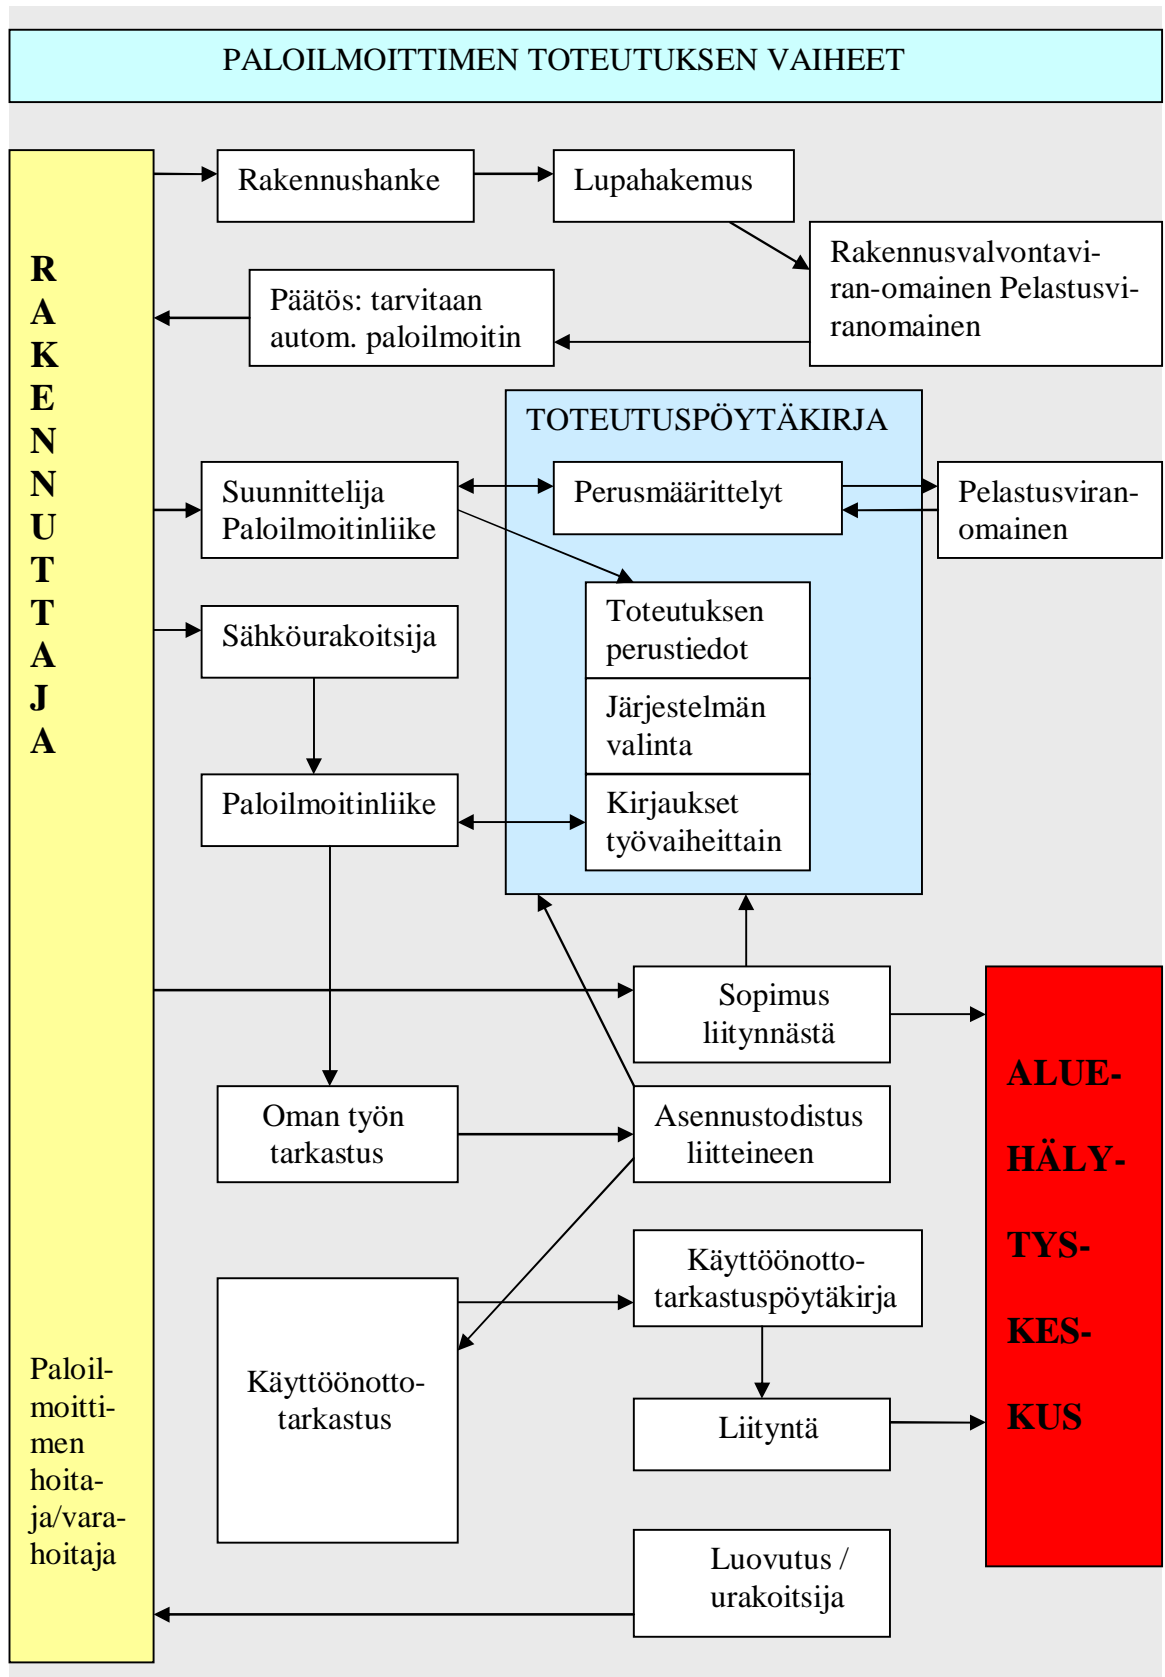 PALOILMOITTIMEN TOTEUTUKSEN VAIHEET
R
A
K
E
N
N
U
T
T
A
J
A
Paloil-
moitti-
men
hoita-
ja/vara-
hoitaja
Rakennushanke
Lupahakemus
Rakennusvalvontavi-
ran-omainen Pelastusvi-
ranomainen
Päätös: tarvitaan
autom. paloilmoitin
TOTEUTUSPÖYTÄKIRJA
Suunnittelija
Paloilmoitinliike
Perusmäärittelyt
Pelastusviran-
omainen
Toteutuksen
perustiedot
Sähköurakoitsija
Järjestelmän
valinta
Paloilmoitinliike
Kirjaukset
työvaiheittain
Sopimus
liitynnästä
Oman työn
tarkastus
Asennustodistus
liitteineen
Käyttöönotto-
tarkastuspöytäkirja
Käyttöönotto-
tarkastus
Liityntä
Luovutus /
urakoitsija
ALUE-
HÄLY-
TYS-
KES-
KUS